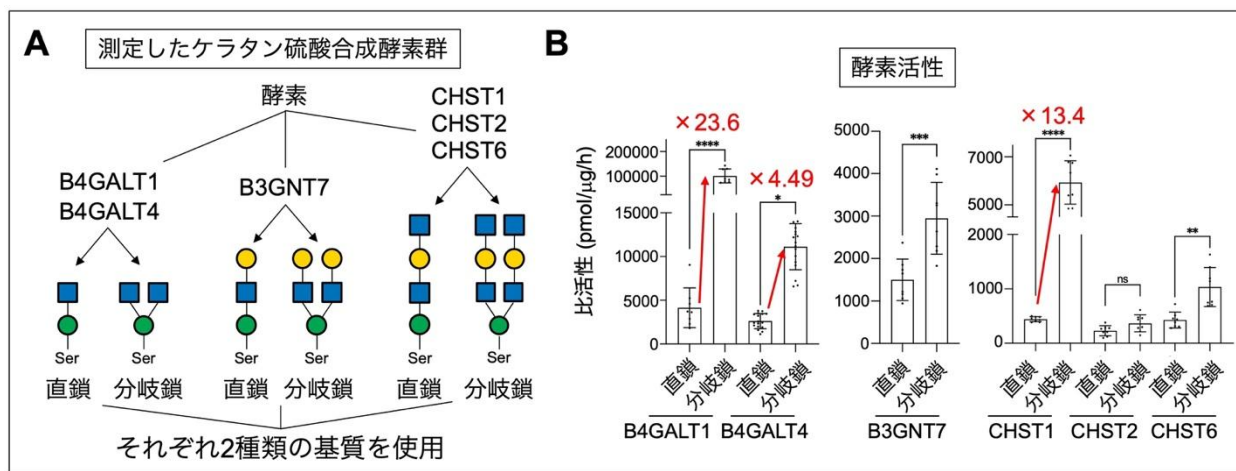 A
測定したケラタン硫酸合成酵素群
酵素
CHST1
CHST2
CHST6
B4GALT1
B4GALT4
B3GNT7
Ser Ser Ser Ser Ser Ser
直鎖 分岐鎖 直鎖 分岐鎖 直鎖 分岐鎖
それぞれ2種類の基質を使用
B
酵素活性
比活性 (pmol/μg/h)
×23.6
****
200000
100000
×4.49
*
15000
10000
5000
0
直鎖 分岐鎖 直鎖 分岐鎖
B4GALT1 B4GALT4
***
5000
4000
3000
2000
1000
0
直鎖 分岐鎖
B3GNT7
×13.4
****
7000
5000
2000
1000
0
ns
**
直鎖 分岐鎖 直鎖 分岐鎖 直鎖 分岐鎖
CHST1 CHST2 CHST6